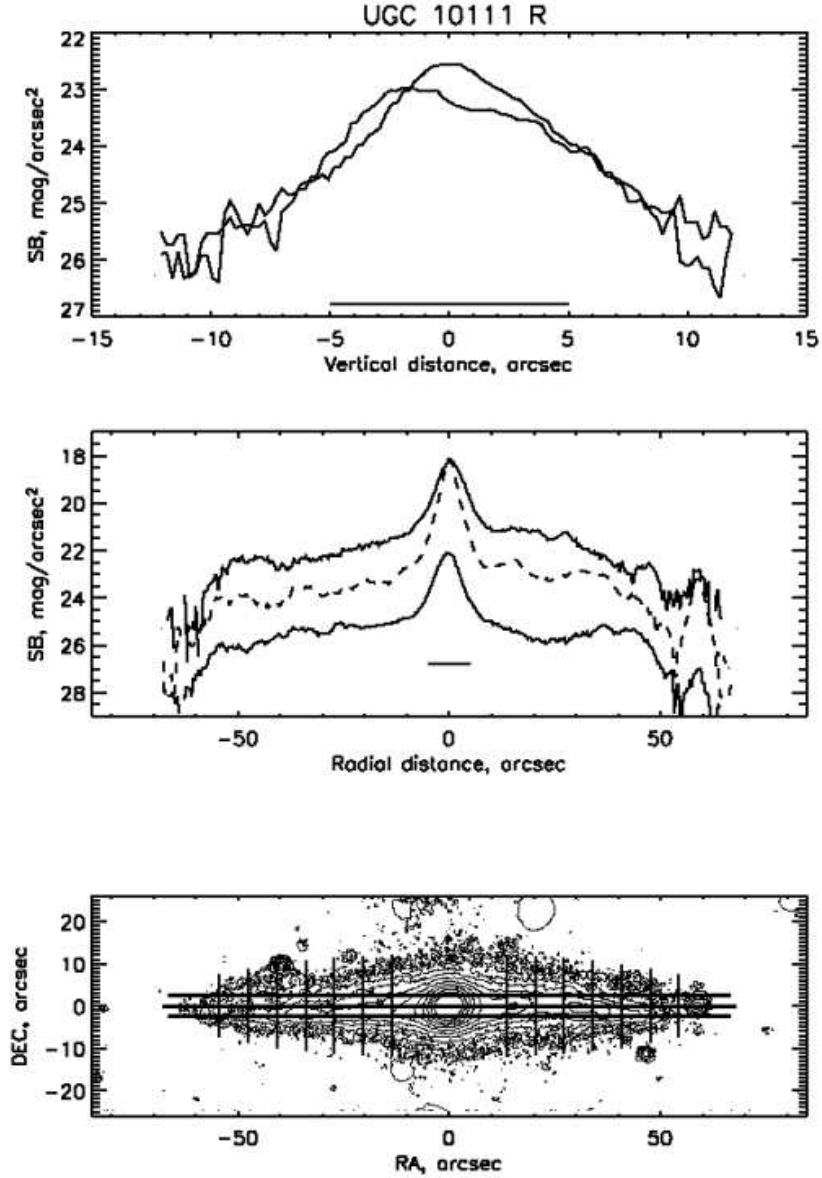 UGC 10111 R
22
23
24
25
26
27
SB, mag/arcsec²
−15 −10 −5 0 5 10 15
Vertical distance, arcsec
18
20
22
24
26
28
SB, mag/arcsec²
−50 0 50
Radial distance, arcsec
20
10
0
−10
−20
DEC, arcsec
−50 0 50
RA, arcsec